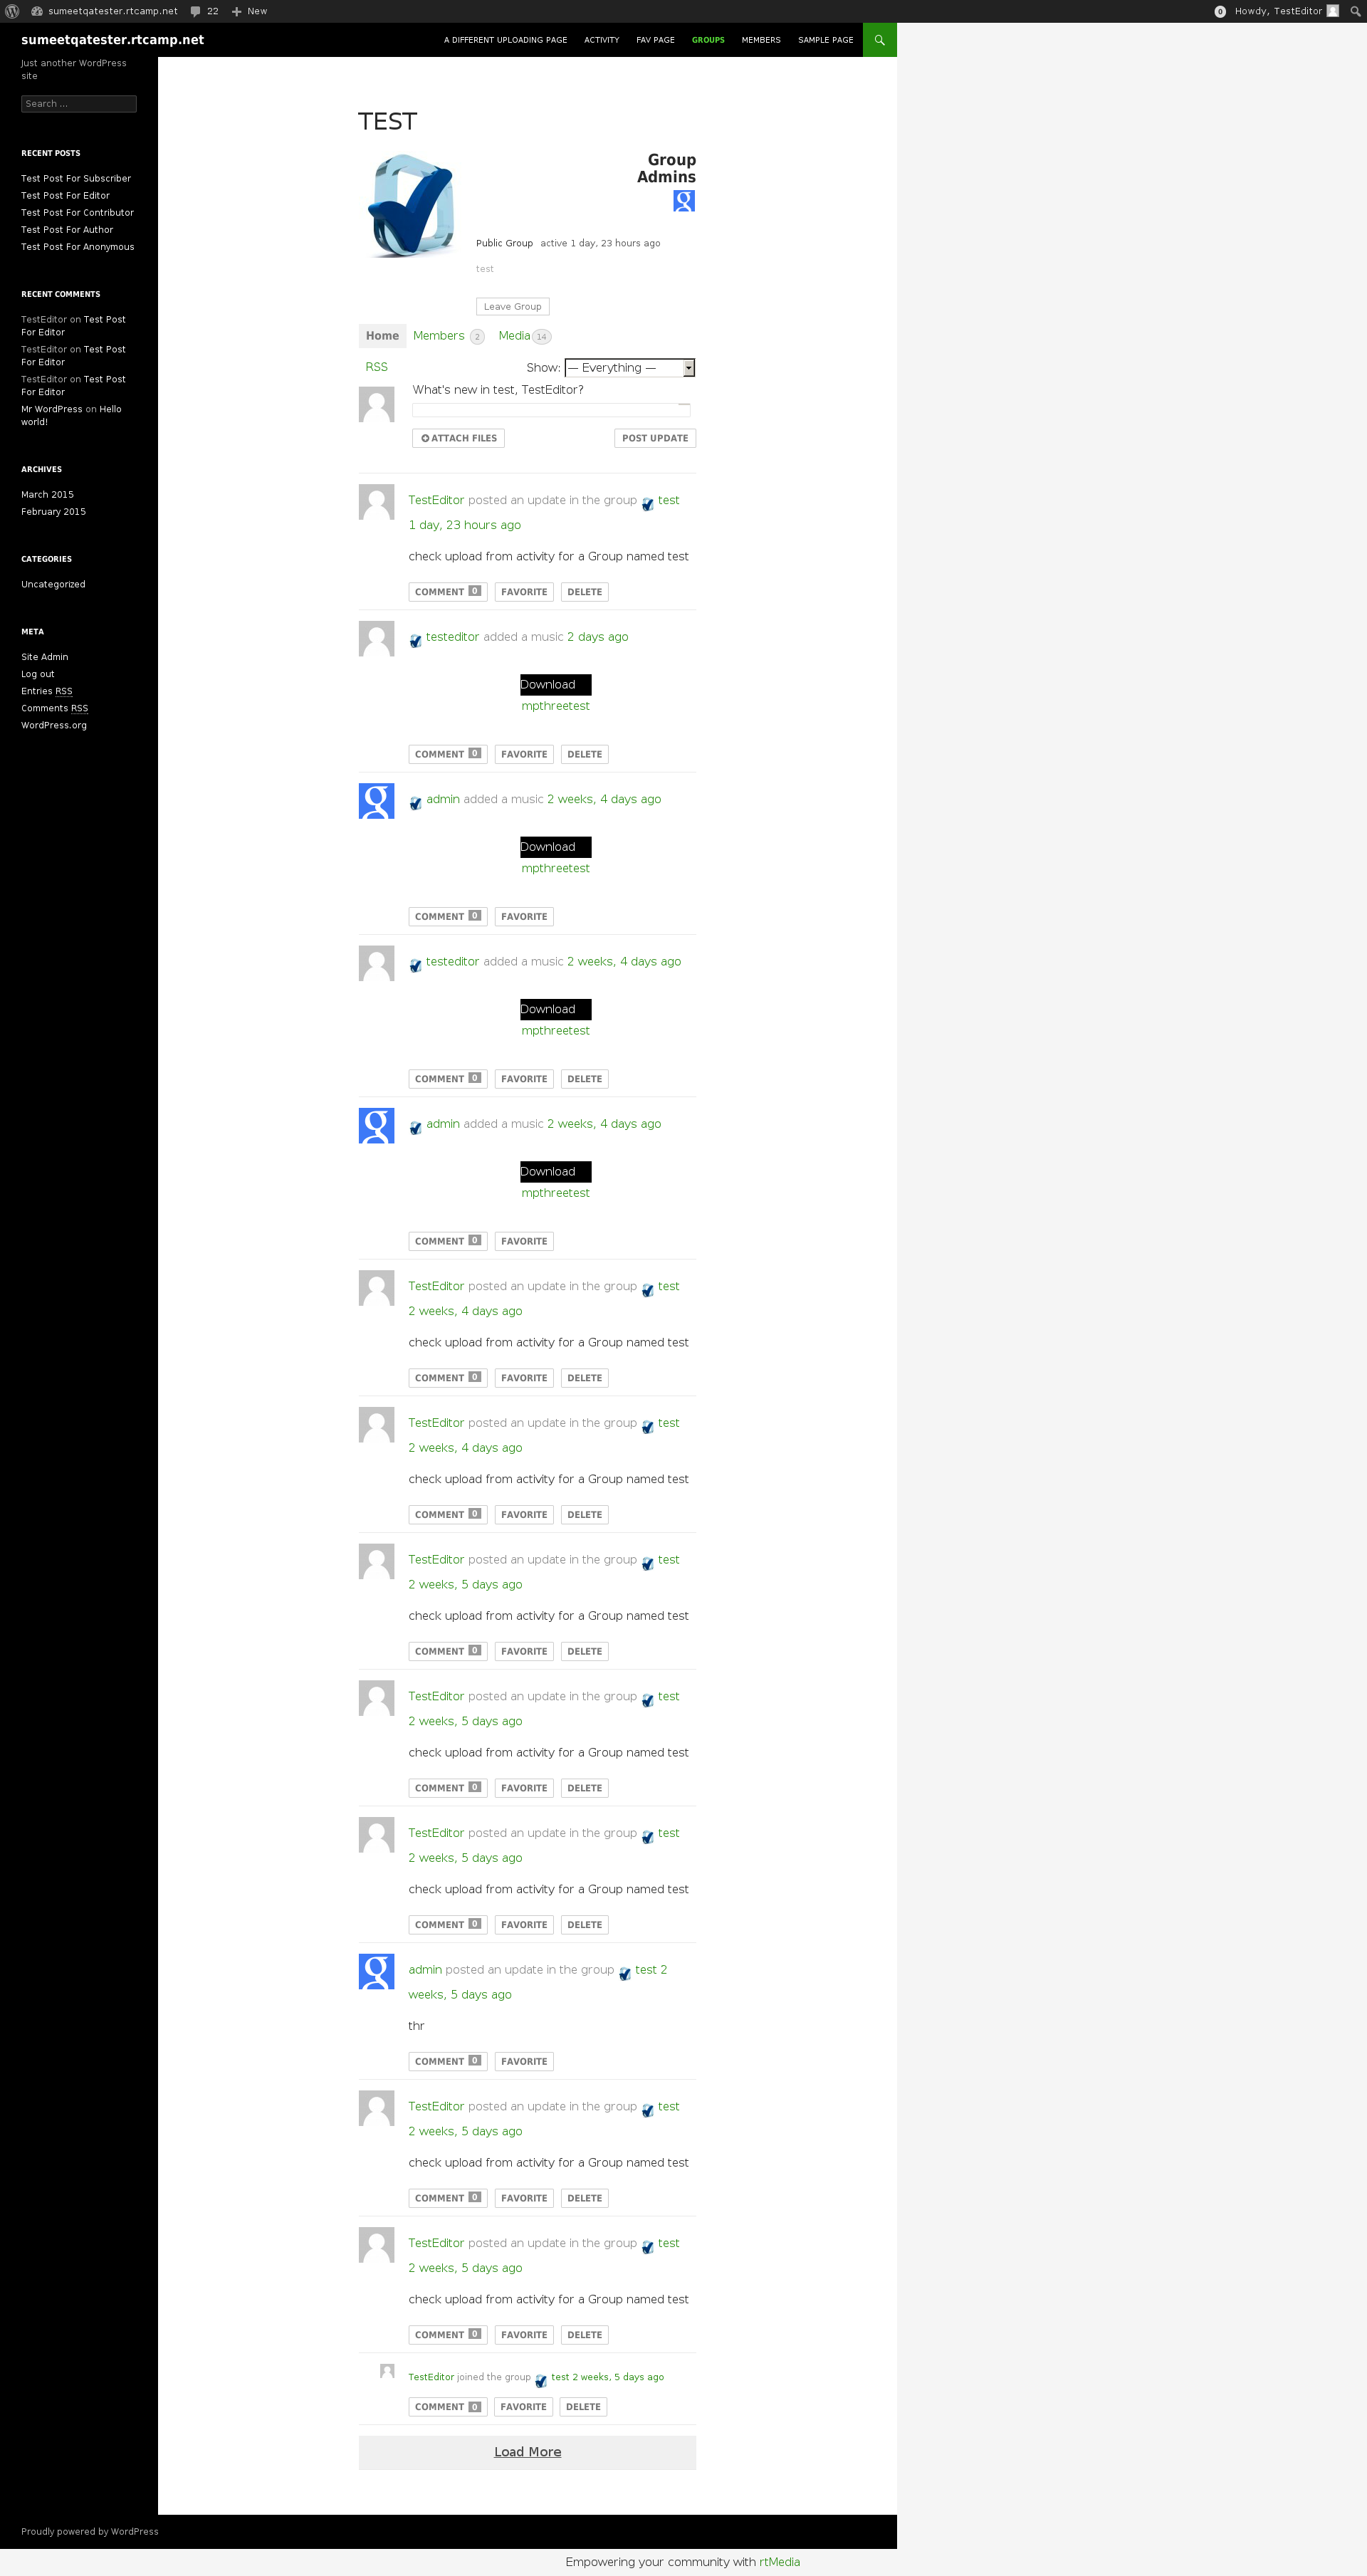 sumeetqatester.rtcamp.net 22 New 0 Howdy, TestEditor
sumeetqatester.rtcamp.net A DIFFERENT UPLOADING PAGE ACTIVITY FAV PAGE GROUPS MEMBERS SAMPLE PAGE
Just another WordPress
site
Search ...
RECENT POSTS
Test Post For Subscriber
Test Post For Editor
Test Post For Contributor
Test Post For Author
Test Post For Anonymous
RECENT COMMENTS
TestEditor on Test Post
For Editor
TestEditor on Test Post
For Editor
TestEditor on Test Post
For Editor
Mr WordPress on Hello
world!
ARCHIVES
March 2015
February 2015
CATEGORIES
Uncategorized
META
Site Admin
Log out
Entries RSS
Comments RSS
WordPress.org
TEST
Group
Admins
Public Group active 1 day, 23 hours ago
test
Leave Group
Home Members 2 Media 14
RSS Show: — Everything —
What's new in test, TestEditor?
ATTACH FILES POST UPDATE
TestEditor posted an update in the group test
1 day, 23 hours ago
check upload from activity for a Group named test
COMMENT 0 FAVORITE DELETE
testeditor added a music 2 days ago
Download
mpthreetest
COMMENT 0 FAVORITE DELETE
admin added a music 2 weeks, 4 days ago
Download
mpthreetest
COMMENT 0 FAVORITE
testeditor added a music 2 weeks, 4 days ago
Download
mpthreetest
COMMENT 0 FAVORITE DELETE
admin added a music 2 weeks, 4 days ago
Download
mpthreetest
COMMENT 0 FAVORITE
TestEditor posted an update in the group test
2 weeks, 4 days ago
check upload from activity for a Group named test
COMMENT 0 FAVORITE DELETE
TestEditor posted an update in the group test
2 weeks, 4 days ago
check upload from activity for a Group named test
COMMENT 0 FAVORITE DELETE
TestEditor posted an update in the group test
2 weeks, 5 days ago
check upload from activity for a Group named test
COMMENT 0 FAVORITE DELETE
TestEditor posted an update in the group test
2 weeks, 5 days ago
check upload from activity for a Group named test
COMMENT 0 FAVORITE DELETE
TestEditor posted an update in the group test
2 weeks, 5 days ago
check upload from activity for a Group named test
COMMENT 0 FAVORITE DELETE
admin posted an update in the group test 2
weeks, 5 days ago
thr
COMMENT 0 FAVORITE
TestEditor posted an update in the group test
2 weeks, 5 days ago
check upload from activity for a Group named test
COMMENT 0 FAVORITE DELETE
TestEditor posted an update in the group test
2 weeks, 5 days ago
check upload from activity for a Group named test
COMMENT 0 FAVORITE DELETE
TestEditor joined the group test 2 weeks, 5 days ago
COMMENT 0 FAVORITE DELETE
Load More
Proudly powered by WordPress
Empowering your community with rtMedia